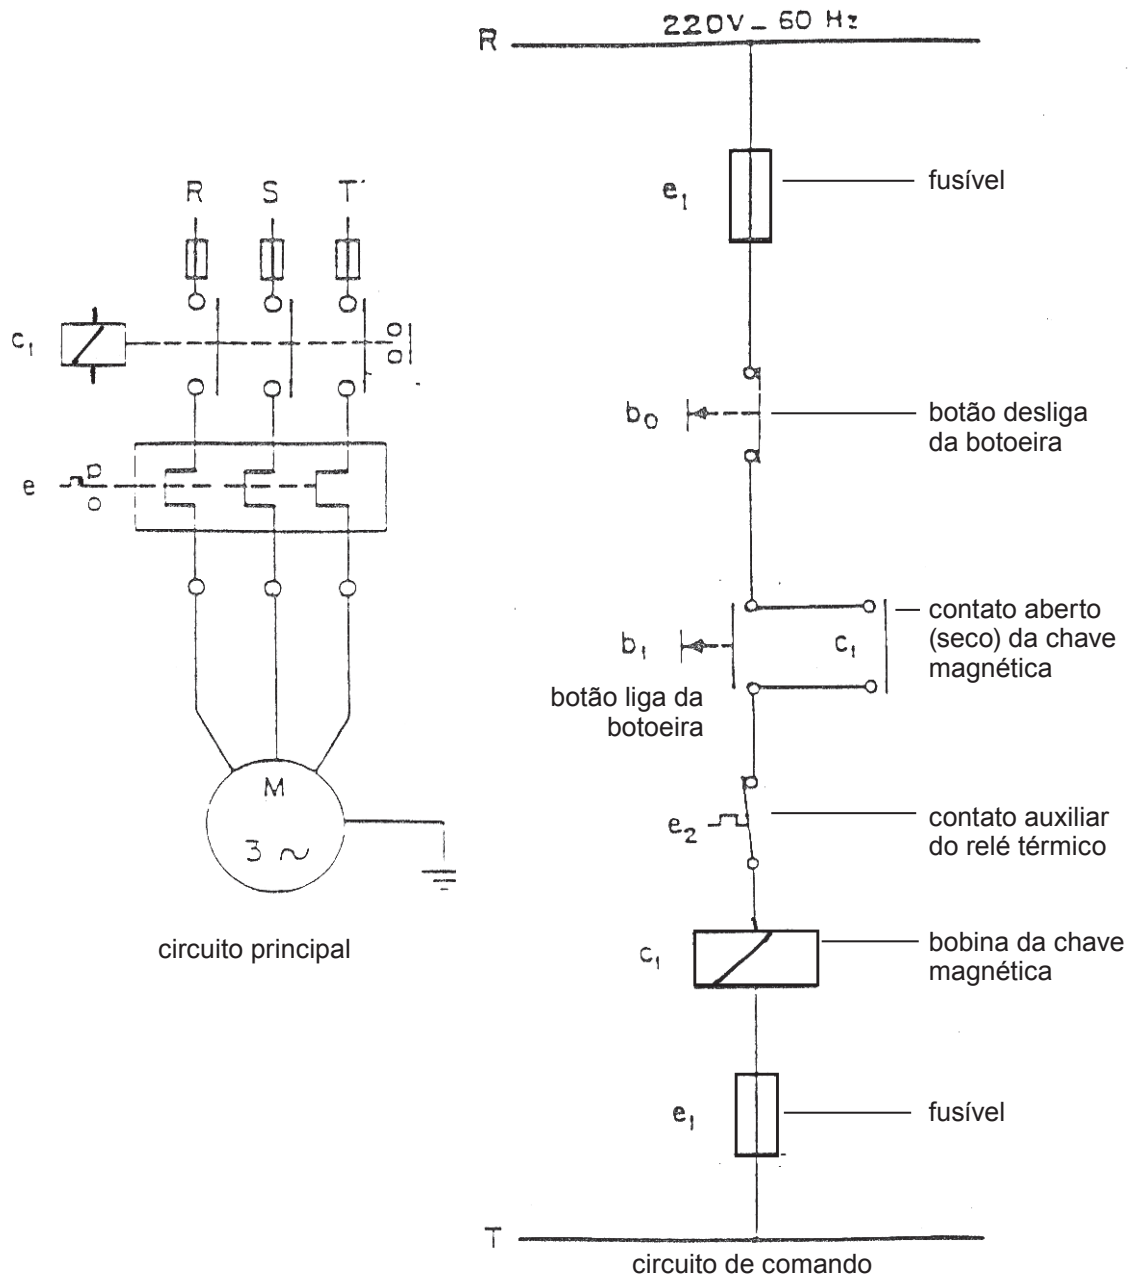 220V - 60 Hz
R
e1
fusível
R S T
c1
b0
botão desliga
da botoeira
e
contato aberto
(seco) da chave
magnética
b1
c1
botão liga da
botoeira
M
3 ~
e2
contato auxiliar
do relé térmico
circuito principal
c1
bobina da chave
magnética
e1
fusível
T
circuito de comando